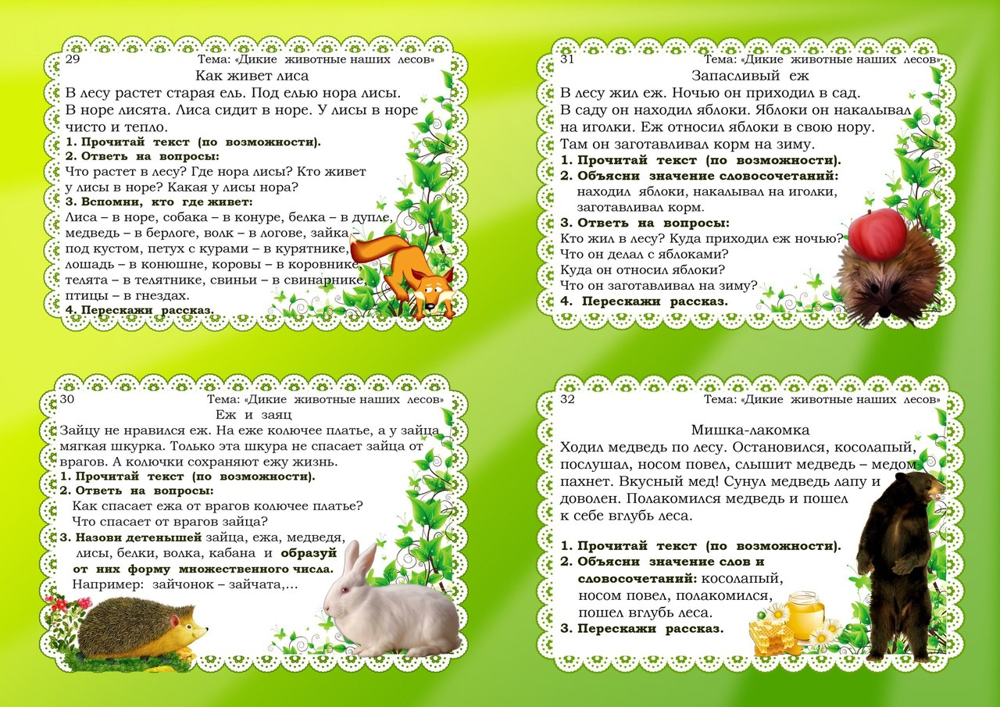 29 Тема: «Дикие животные наших лесов»
Как живет лиса
В лесу растет старая ель. Под елью нора лисы.
В норе лисята. Лиса сидит в норе. У лисы в норе
чисто и тепло.
1. Прочитай текст (по возможности).
2. Ответь на вопросы:
Что растет в лесу? Где нора лисы? Кто живет
у лисы в норе? Какая у лисы нора?
3. Вспомни, кто где живет:
Лиса – в норе, собака – в конуре, белка – в дупле,
медведь – в берлоге, волк – в логове, зайка –
под кустом, петух с курами – в курятнике,
лошадь – в конюшне, коровы – в коровнике,
телята – в телятнике, свиньи – в свинарнике,
птицы – в гнездах.
4. Перескажи рассказ.
31 Тема: «Дикие животные наших лесов»
Запасливый еж
В лесу жил еж. Ночью он приходил в сад.
В саду он находил яблоки. Яблоки он накалывал
на иголки. Еж относил яблоки в свою нору.
Там он заготавливал корм на зиму.
1. Прочитай текст (по возможности).
2. Объясни значение словосочетаний:
находил яблоки, накалывал на иголки,
заготавливал корм.
3. Ответь на вопросы:
Кто жил в лесу? Куда приходил еж ночью?
Что он делал с яблоками?
Куда он относил яблоки?
Что он заготавливал на зиму?
4. Перескажи рассказ.
30 Тема: «Дикие животные наших лесов»
Еж и заяц
Зайцу не нравился еж. На еже колючее платье, а у зайца
мягкая шкурка. Только эта шкура не спасает зайца от
врагов. А колючки сохраняют ежу жизнь.
1. Прочитай текст (по возможности).
2. Ответь на вопросы:
Как спасает ежа от врагов колючее платье?
Что спасает от врагов зайца?
3. Назови детенышей зайца, ежа, медведя,
лисы, белки, волка, кабана и образуй
от них форму множественного числа.
Например: зайчонок – зайчата,…
32 Тема: «Дикие животные наших лесов»
Мишка-лакомка
Ходил медведь по лесу. Остановился, косолапый,
послушал, носом повел, слышит медведь – медом
пахнет. Вкусный мед! Сунул медведь лапу и
доволен. Полакомился медведь и пошел
к себе вглубь леса.
1. Прочитай текст (по возможности).
2. Объясни значение слов и
словосочетаний: косолапый,
носом повел, полакомился,
пошел вглубь леса.
3. Перескажи рассказ.